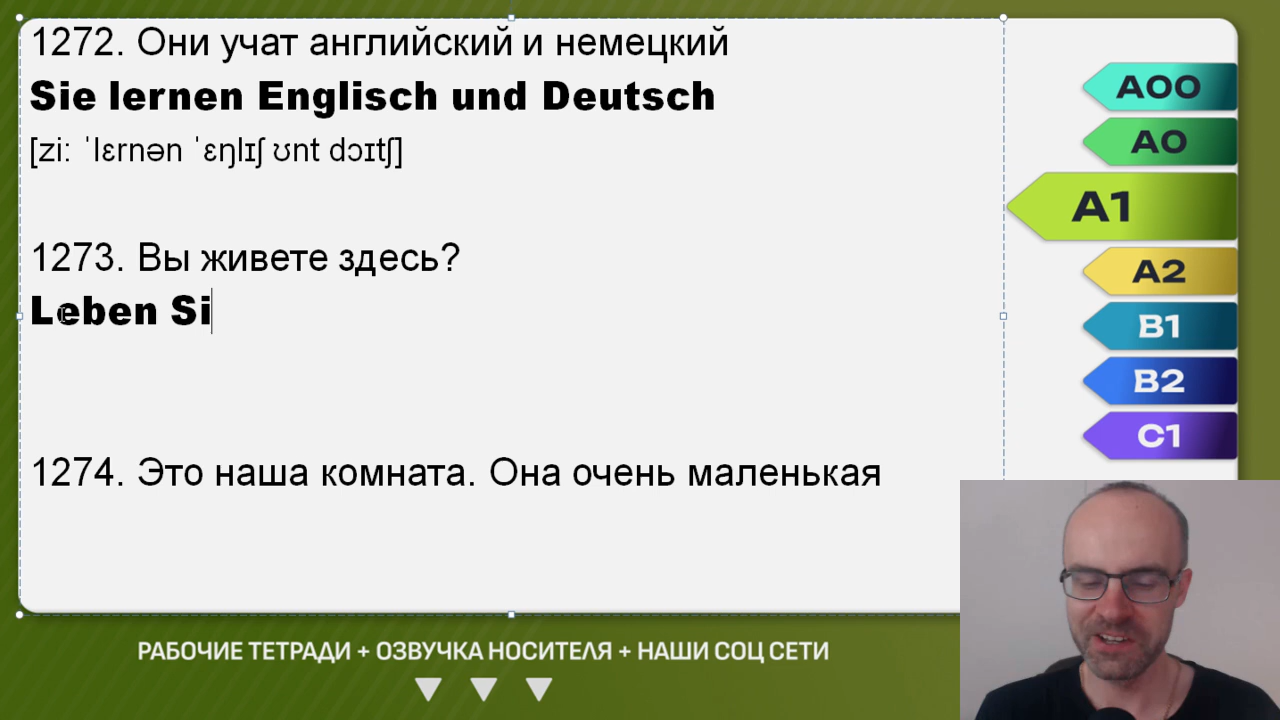 1272. Они учат английский и немецкий
Sie lernen Englisch und Deutsch
[zi: ˈlɛrnən ˈɛŋlɪʃ ʊnt dɔɪtʃ]
1273. Вы живете здесь?
Leben Si
1274. Это наша комната. Она очень маленькая
A00
A0
A1
A2
B1
B2
C1
РАБОЧИЕ ТЕТРАДИ + ОЗВУЧКА НОСИТЕЛЯ + НАШИ СОЦ СЕТИ